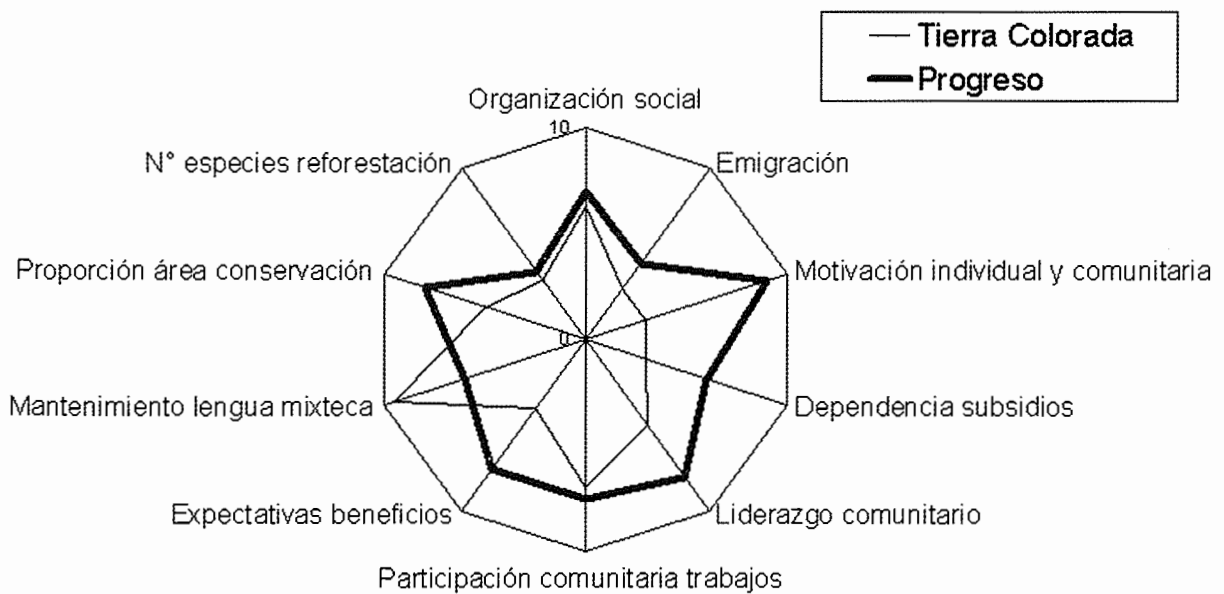 Tierra Colorada
Progreso
Organización social
10
N° especies reforestación
Emigración
Proporción área conservación
Motivación individual y comunitaria
0
Mantenimiento lengua mixteca
Dependencia subsidios
Expectativas beneficios
Liderazgo comunitario
Participación comunitaria trabajos